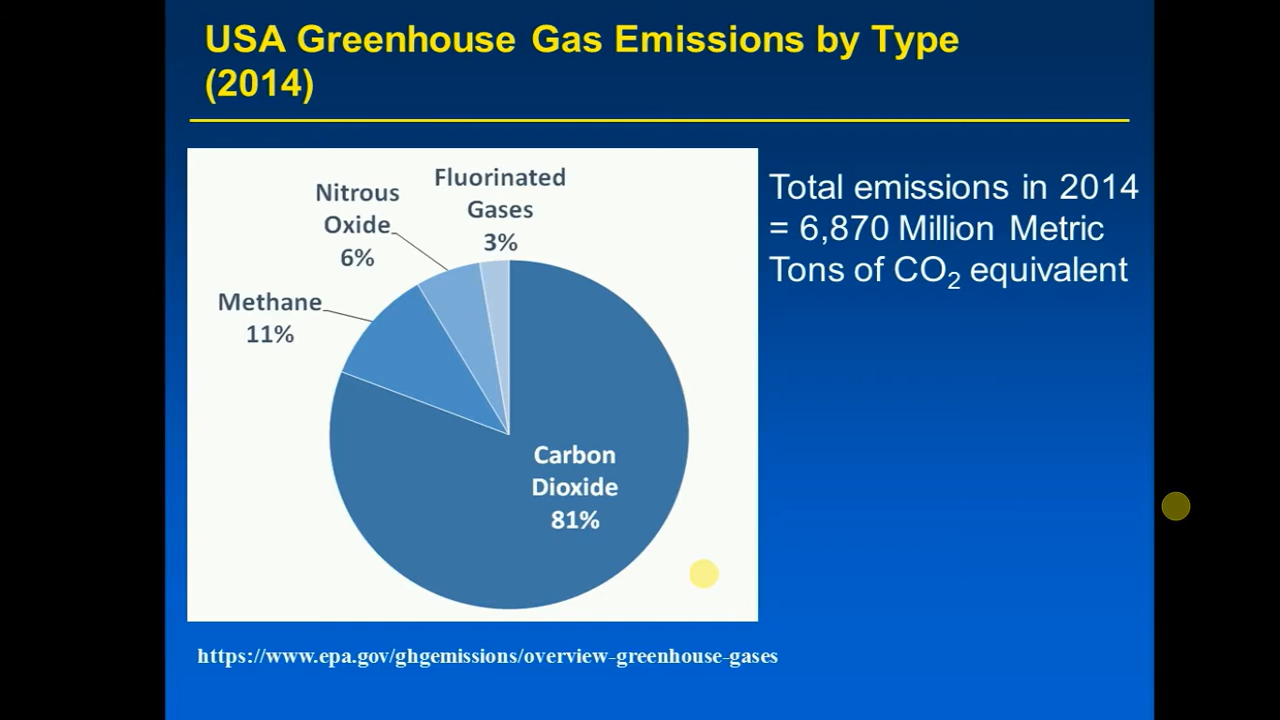 USA Greenhouse Gas Emissions by Type
(2014)
Fluorinated
Gases
3%
Nitrous
Oxide
6%
Methane
11%
Carbon
Dioxide
81%
Total emissions in 2014
= 6,870 Million Metric
Tons of CO₂ equivalent
https://www.epa.gov/ghgemissions/overview-greenhouse-gases